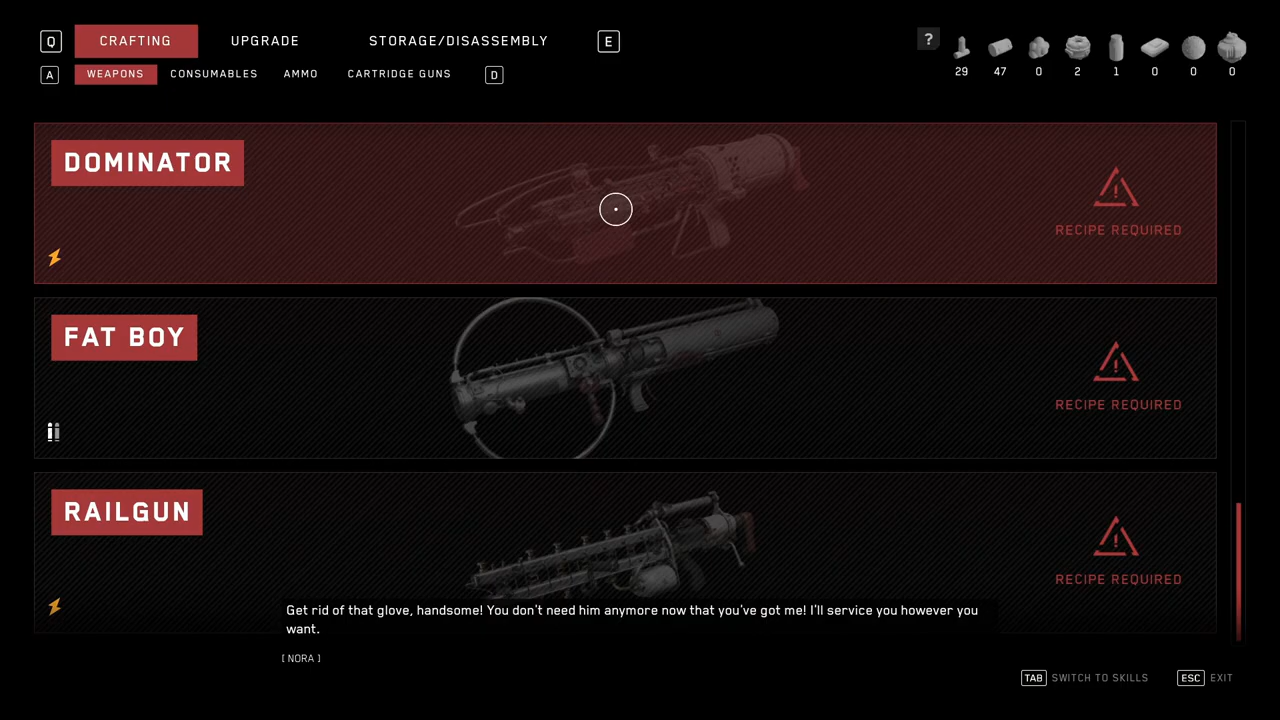 Q CRAFTING UPGRADE STORAGE/DISASSEMBLY E ?
A WEAPONS CONSUMABLES AMMO CARTRIDGE GUNS D
29 47 0 2 1 0 0 0
DOMINATOR
RECIPE REQUIRED
FAT BOY
RECIPE REQUIRED
RAILGUN
RECIPE REQUIRED
Get rid of that glove, handsome! You don't need him anymore now that you've got me! I'll service you however you
want.
[ NORA ]
TAB SWITCH TO SKILLS ESC EXIT